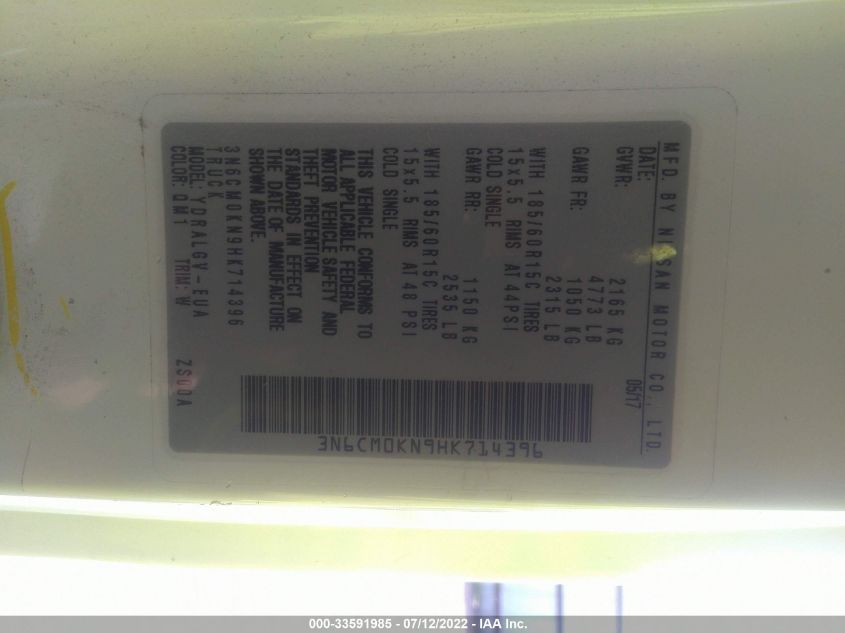 MFD. BY NISSAN MOTOR CO., LTD.
DATE: 05/17
GVWR: 2165 KG
4773 LB
GAWR FR: 1050 KG
2315 LB
WITH 185/60R15C TIRES
15x5.5 RIMS AT 44PSI
COLD SINGLE
GAWR RR: 1150 KG
2535 LB
WITH 185/60R15C TIRES
15x5.5 RIMS AT 48 PSI
COLD SINGLE
THIS VEHICLE CONFORMS TO
ALL APPLICABLE FEDERAL
MOTOR VEHICLE SAFETY AND
THEFT PREVENTION
STANDARDS IN EFFECT ON
THE DATE OF MANUFACTURE
SHOWN ABOVE.
3N6CM0KN9HK714396
TRUCK
MODEL: YDRALGV-EUA
COLOR: QM1 TRIM: W ZS00A
3N6CM0KN9HK714396
000-33591985 - 07/12/2022 - IAA Inc.